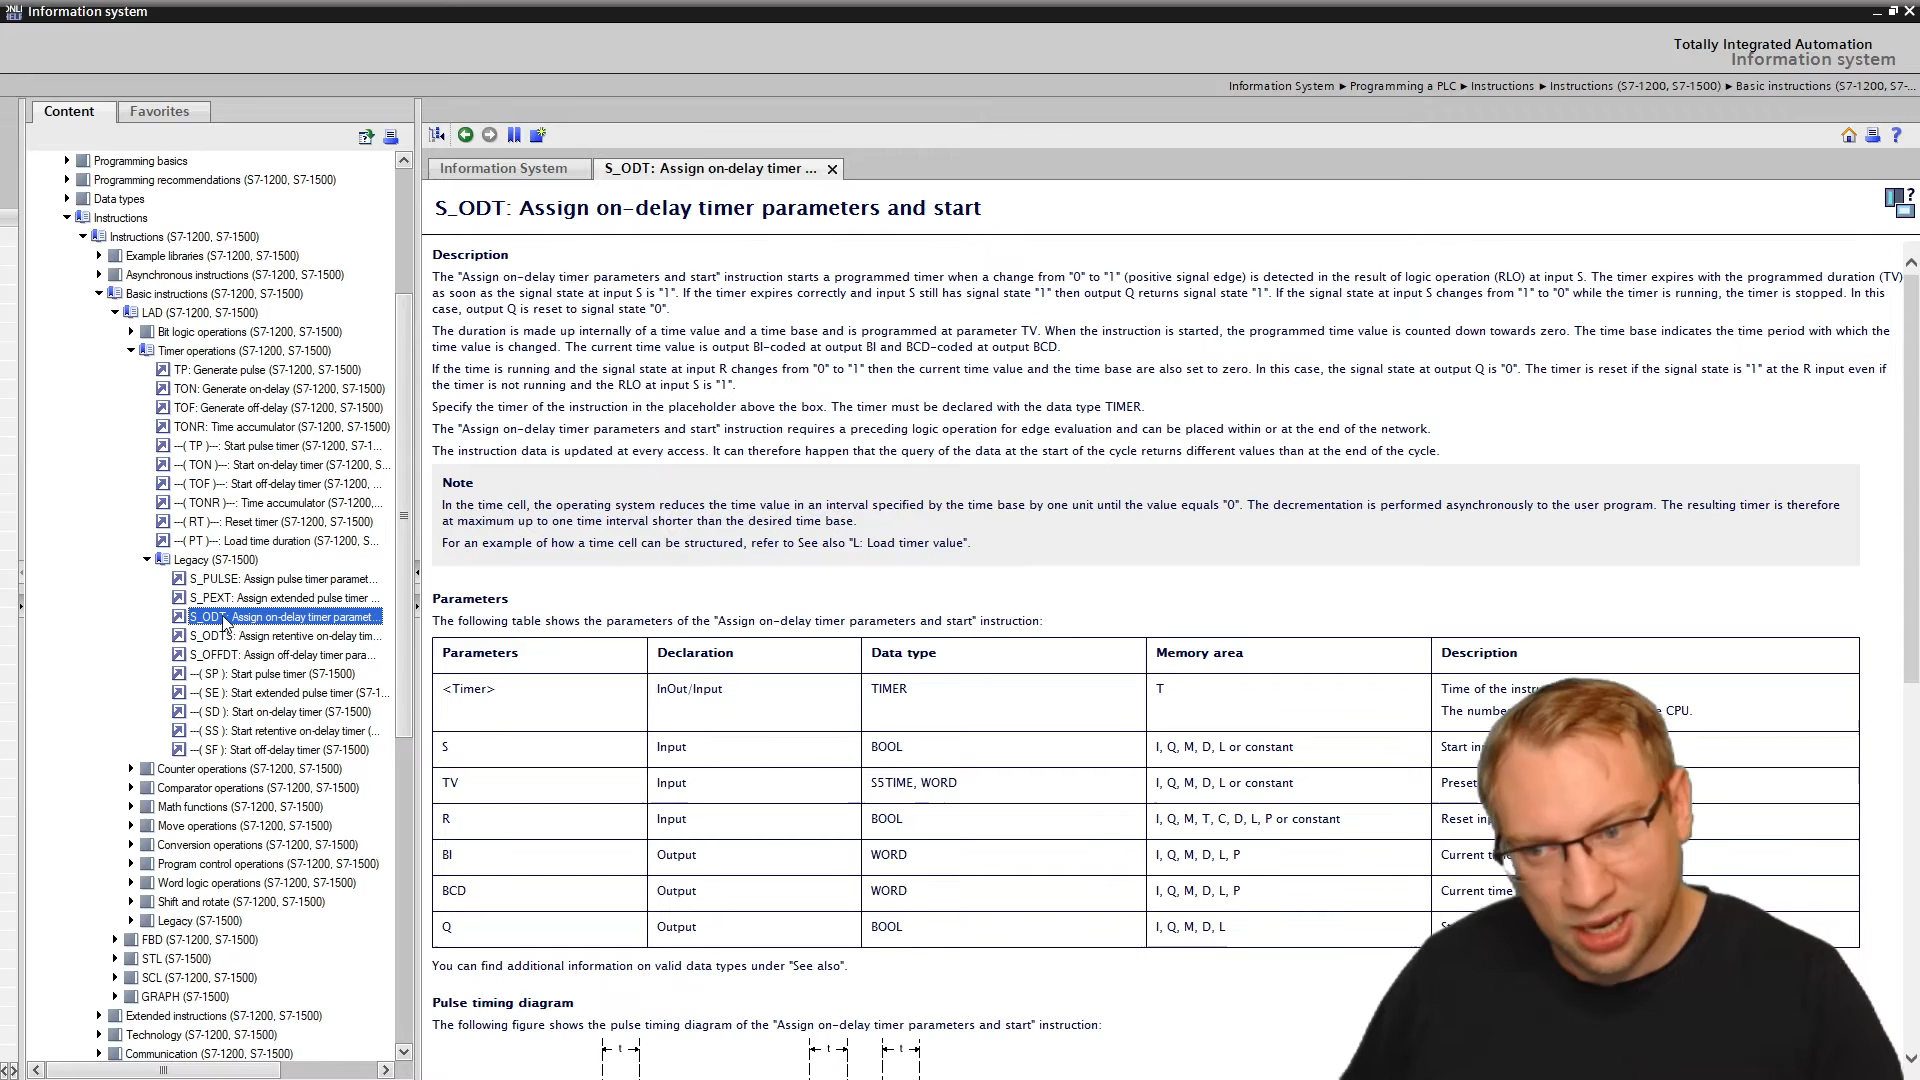 ONLI
HELF
Information system
Totally Integrated Automation
Information system
Information System ▸ Programming a PLC ▸ Instructions ▸ Instructions (S7-1200, S7-1500) ▸ Basic instructions (S7-1200, S7-...
Content
Favorites
Programming basics
Programming recommendations (S7-1200, S7-1500)
Data types
Instructions
Instructions (S7-1200, S7-1500)
Example libraries (S7-1200, S7-1500)
Asynchronous instructions (S7-1200, S7-1500)
Basic instructions (S7-1200, S7-1500)
LAD (S7-1200, S7-1500)
Bit logic operations (S7-1200, S7-1500)
Timer operations (S7-1200, S7-1500)
TP: Generate pulse (S7-1200, S7-1500)
TON: Generate on-delay (S7-1200, S7-1500)
TOF: Generate off-delay (S7-1200, S7-1500)
TONR: Time accumulator (S7-1200, S7-1500)
---( TP )---: Start pulse timer (S7-1200, S7-1...
---( TON )---: Start on-delay timer (S7-1200, S...
---( TOF )---: Start off-delay timer (S7-1200, ...
---( TONR )---: Time accumulator (S7-1200,...
---( RT )---: Reset timer (S7-1200, S7-1500)
---( PT )---: Load time duration (S7-1200, S...
Legacy (S7-1500)
S_PULSE: Assign pulse timer paramet...
S_PEXT: Assign extended pulse timer ...
S_ODT: Assign on-delay timer paramet...
S_ODTS: Assign retentive on-delay tim...
S_OFFDT: Assign off-delay timer para...
---( SP ): Start pulse timer (S7-1500)
---( SE ): Start extended pulse timer (S7-1...
---( SD ): Start on-delay timer (S7-1500)
---( SS ): Start retentive on-delay timer (...
---( SF ): Start off-delay timer (S7-1500)
Counter operations (S7-1200, S7-1500)
Comparator operations (S7-1200, S7-1500)
Math functions (S7-1200, S7-1500)
Move operations (S7-1200, S7-1500)
Conversion operations (S7-1200, S7-1500)
Program control operations (S7-1200, S7-1500)
Word logic operations (S7-1200, S7-1500)
Shift and rotate (S7-1200, S7-1500)
Legacy (S7-1500)
FBD (S7-1200, S7-1500)
STL (S7-1500)
SCL (S7-1200, S7-1500)
GRAPH (S7-1500)
Extended instructions (S7-1200, S7-1500)
Technology (S7-1200, S7-1500)
Communication (S7-1200, S7-1500)
Information System
S_ODT: Assign on-delay timer ...
S_ODT: Assign on-delay timer parameters and start
Description
The "Assign on-delay timer parameters and start" instruction starts a programmed timer when a change from "0" to "1" (positive signal edge) is detected in the result of logic operation (RLO) at input S. The timer expires with the programmed duration (TV)
as soon as the signal state at input S is "1". If the timer expires correctly and input S still has signal state "1" then output Q returns signal state "1". If the signal state at input S changes from "1" to "0" while the timer is running, the timer is stopped. In this
case, output Q is reset to signal state "0".
The duration is made up internally of a time value and a time base and is programmed at parameter TV. When the instruction is started, the programmed time value is counted down towards zero. The time base indicates the time period with which the
time value is changed. The current time value is output BI-coded at output BI and BCD-coded at output BCD.
If the time is running and the signal state at input R changes from "0" to "1" then the current time value and the time base are also set to zero. In this case, the signal state at output Q is "0". The timer is reset if the signal state is "1" at the R input even if
the timer is not running and the RLO at input S is "1".
Specify the timer of the instruction in the placeholder above the box. The timer must be declared with the data type TIMER.
The "Assign on-delay timer parameters and start" instruction requires a preceding logic operation for edge evaluation and can be placed within or at the end of the network.
The instruction data is updated at every access. It can therefore happen that the query of the data at the start of the cycle returns different values than at the end of the cycle.
Note
In the time cell, the operating system reduces the time value in an interval specified by the time base by one unit until the value equals "0". The decrementation is performed asynchronously to the user program. The resulting timer is therefore
at maximum up to one time interval shorter than the desired time base.
For an example of how a time cell can be structured, refer to See also "L: Load timer value".
Parameters
The following table shows the parameters of the "Assign on-delay timer parameters and start" instruction:
Parameters Declaration Data type Memory area Description
<Timer> InOut/Input TIMER T Time of the
The CPU.
S Input BOOL I, Q, M, D, L or constant Start
TV Input S5TIME, WORD I, Q, M, D, L or constant Preset
R Input BOOL I, Q, M, T, C, D, L, P or constant Reset
BI Output WORD I, Q, M, D, L, P Current
BCD Output WORD I, Q, M, D, L, P Current time
Q Output BOOL I, Q, M, D, L
You can find additional information on valid data types under "See also".
Pulse timing diagram
The following figure shows the pulse timing diagram of the "Assign on-delay timer parameters and start" instruction:
t t t